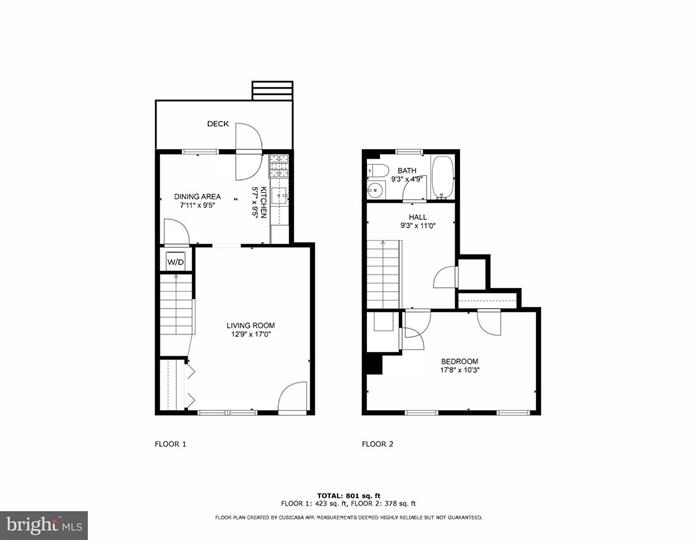 DECK
DINING AREA
7'11" x 9'5"
KITCHEN
5'7" x 9'5"
W/D
LIVING ROOM
12'9" x 17'0"
FLOOR 1
BATH
9'3" x 4'9"
HALL
9'3" x 11'0"
BEDROOM
17'8" x 10'3"
FLOOR 2
TOTAL: 801 sq. ft
FLOOR 1: 423 sq. ft, FLOOR 2: 378 sq. ft
FLOOR PLAN CREATED BY CUBICASA APP. MEASUREMENTS DEEMED HIGHLY RELIABLE BUT NOT GUARANTEED.
bright MLS